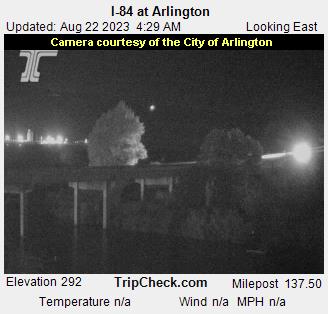 I-84 at Arlington
Updated: Aug 22 2023 4:29 AM Looking East
Camera courtesy of the City of Arlington
Elevation 292 TripCheck.com Milepost 137.50
Temperature n/a Wind n/a MPH n/a